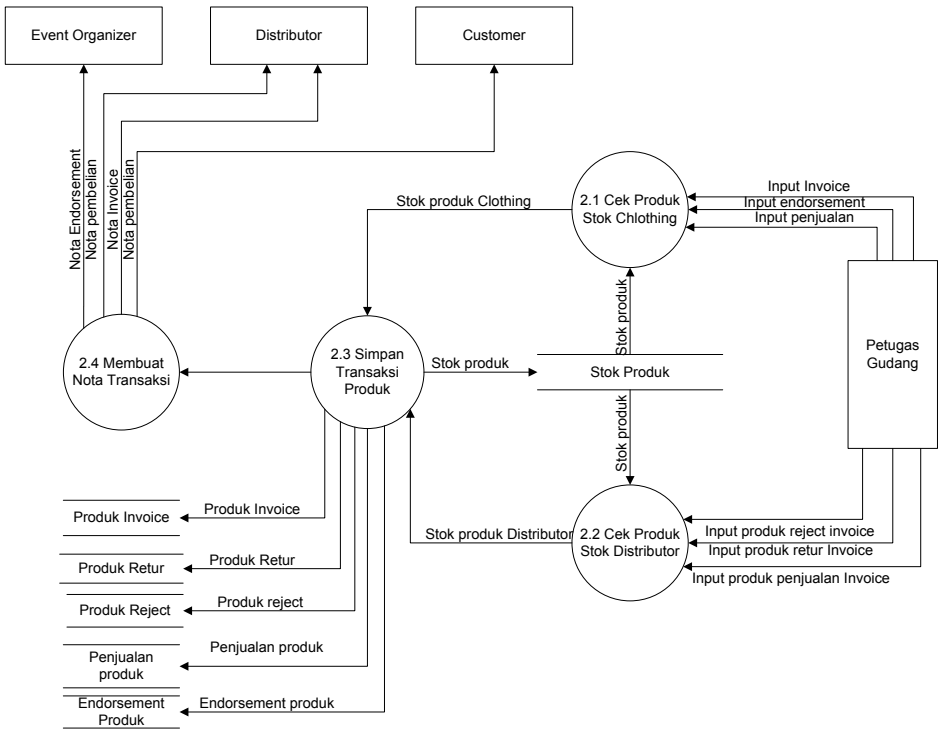 Event Organizer
Distributor
Customer
Nota Endorsement
Nota pembelian
Nota Invoice
Nota pembelian
Stok produk Clothing
2.1 Cek Produk
Stok Chlothing
Input Invoice
Input endorsement
Input penjualan
Stok produk
2.4 Membuat
Nota Transaksi
2.3 Simpan
Transaksi
Produk
Stok produk
Stok Produk
Petugas
Gudang
Stok produk
Stok produk Distributor
2.2 Cek Produk
Stok Distributor
Input produk reject invoice
Input produk retur Invoice
Input produk penjualan Invoice
Produk Invoice
Produk Invoice
Produk Retur
Produk Retur
Produk Reject
Produk reject
Penjualan
produk
Penjualan produk
Endorsement
Produk
Endorsement produk